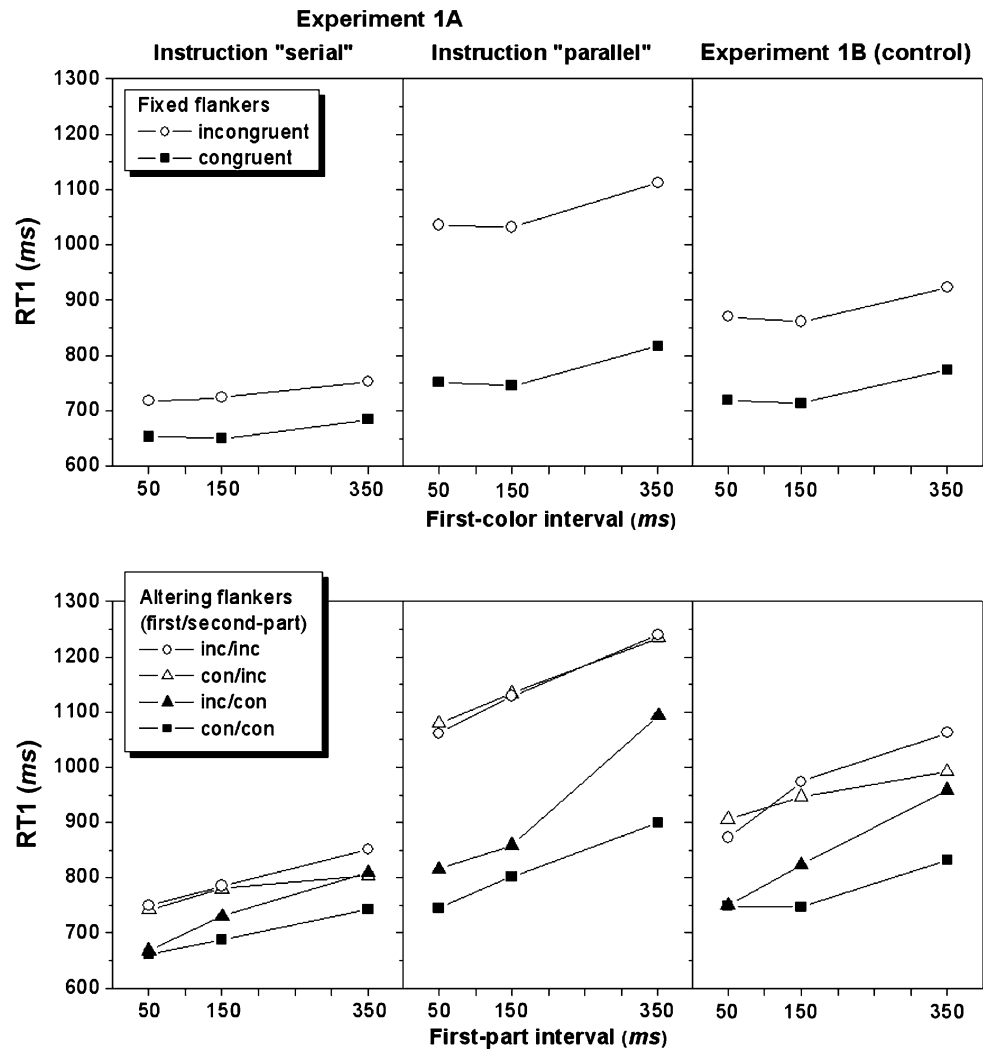 Experiment 1A
Instruction "serial" Instruction "parallel" Experiment 1B (control)
1300
1200
1100
1000
900
800
700
600
RT1 (ms)
Fixed flankers
incongruent
congruent
50 150 350 50 150 350 50 150 350
First-color interval (ms)
1300
1200
1100
1000
900
800
700
600
RT1 (ms)
Altering flankers
(first/second-part)
inc/inc
con/inc
inc/con
con/con
50 150 350 50 150 350 50 150 350
First-part interval (ms)